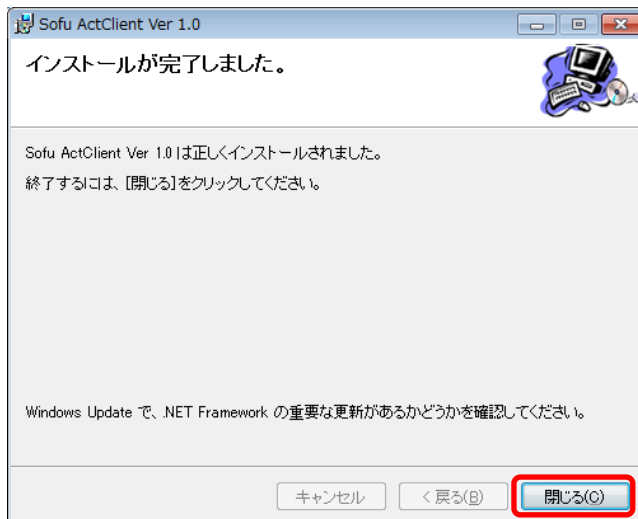 Sofu ActClient Ver 1.0
インストールが完了しました。
Sofu ActClient Ver 1.0 は正しくインストールされました。
終了するには、[閉じる]をクリックしてください。
Windows Update で、.NET Framework の重要な更新があるかどうかを確認してください。
キャンセル
< 戻る(B)
閉じる(C)